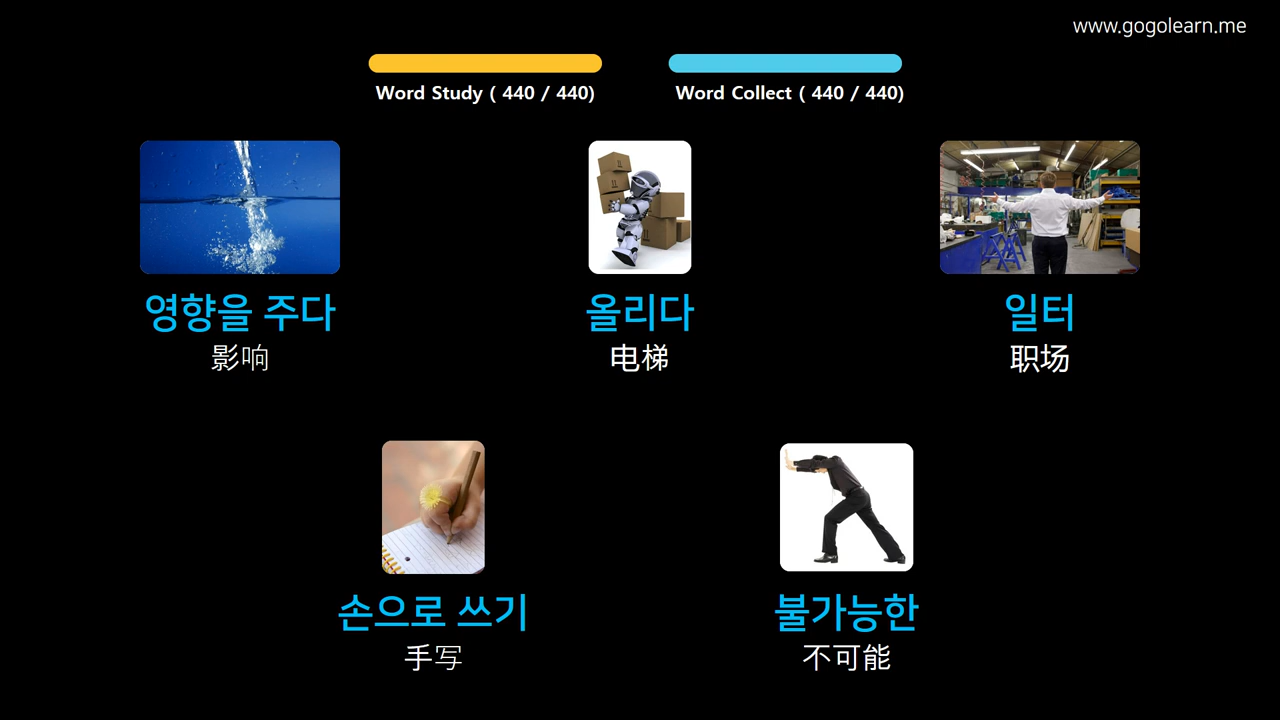 www.gogolearn.me
Word Study ( 440 / 440)
Word Collect ( 440 / 440)
영향을 주다
影响
올리다
电梯
일터
职场
손으로 쓰기
手写
불가능한
不可能